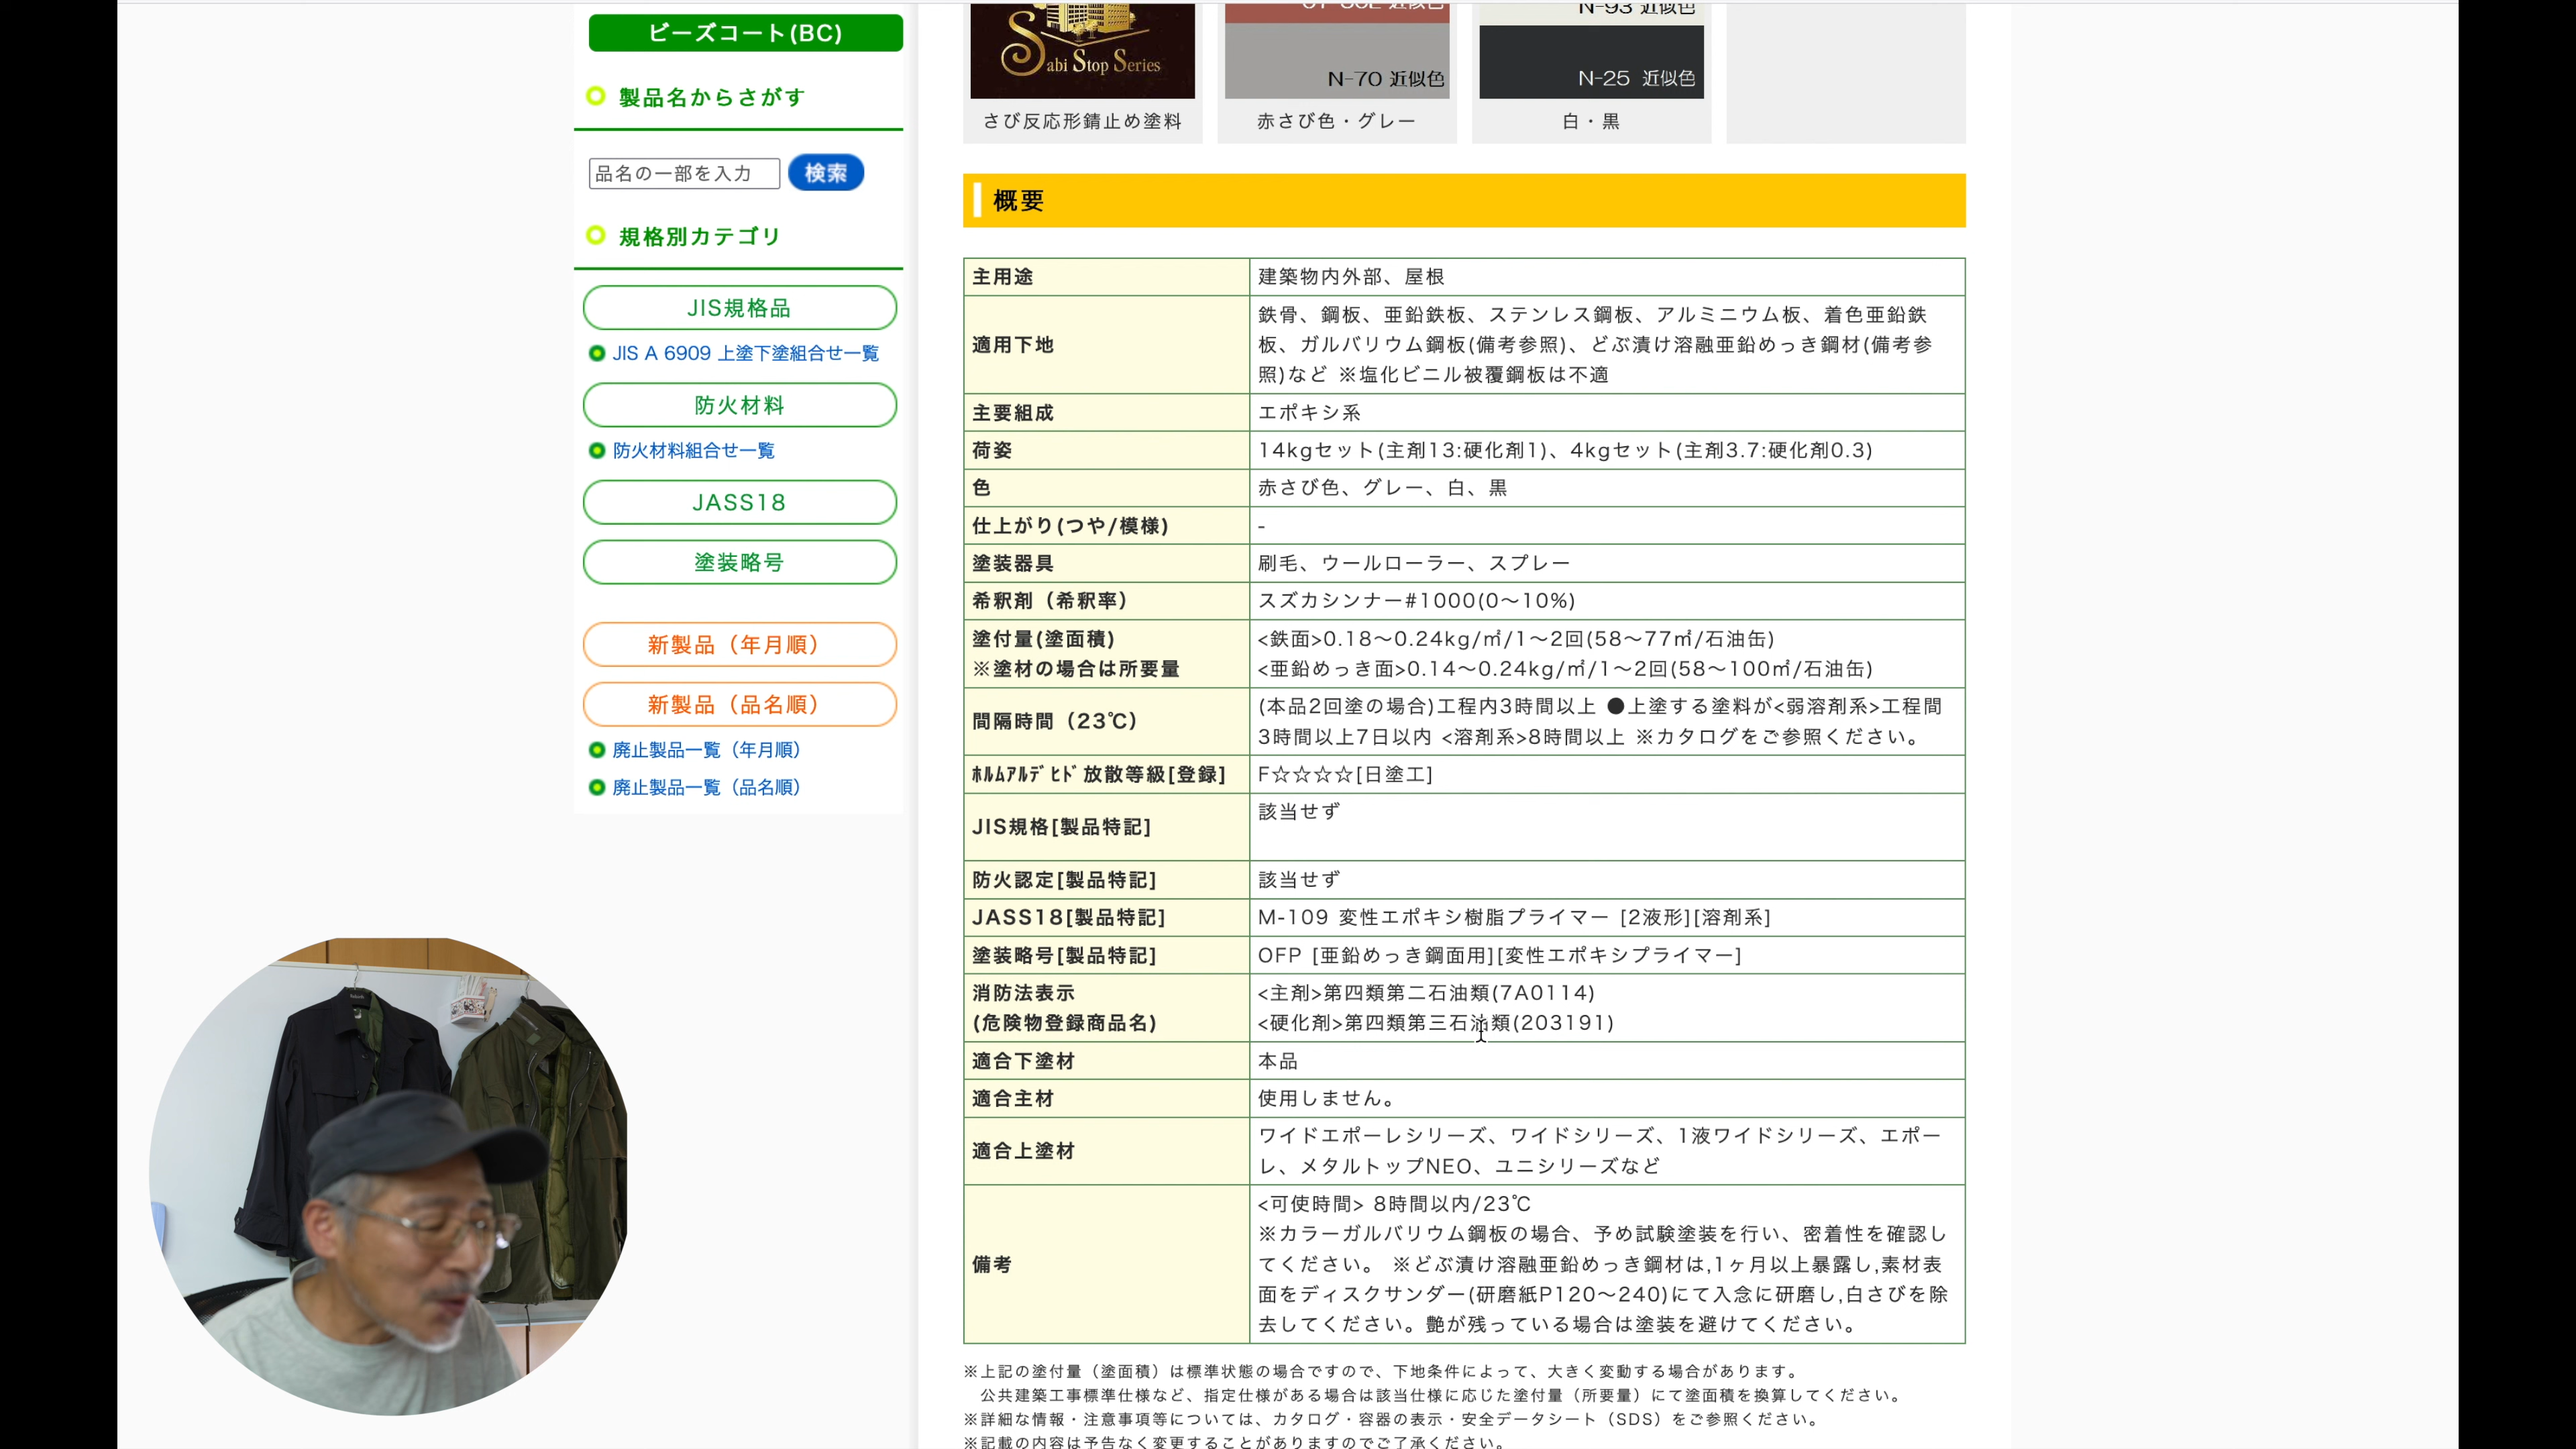 ビーズコート(BC)
製品名からさがす
品名の一部を入力
検索
規格別カテゴリ
JIS規格品
JIS A 6909 上塗下塗組合せ一覧
防火材料
防火材料組合せ一覧
JASS18
塗装略号
新製品（年月順）
新製品（品名順）
廃止製品一覧（年月順）
廃止製品一覧（品名順）
Sabi Stop Series
N-70 近似色
N-93 近似色
N-25 近似色
さび反応形錆止め塗料
赤さび色・グレー
白・黒
概要
主用途
建築物内外部、屋根
適用下地
鉄骨、鋼板、亜鉛鉄板、ステンレス鋼板、アルミニウム板、着色亜鉛鉄
板、ガルバリウム鋼板(備考参照)、どぶ漬け溶融亜鉛めっき鋼材(備考参
照)など ※塩化ビニル被覆鋼板は不適
主要組成
エポキシ系
荷姿
14kgセット(主剤13:硬化剤1)、4kgセット(主剤3.7:硬化剤0.3)
色
赤さび色、グレー、白、黒
仕上がり(つや/模様)
-
塗装器具
刷毛、ウールローラー、スプレー
希釈剤（希釈率）
スズカシンナー#1000(0〜10%)
塗付量(塗面積)
※塗材の場合は所要量
<鉄面>0.18〜0.24kg/㎡/1〜2回(58〜77㎡/石油缶)
<亜鉛めっき面>0.14〜0.24kg/㎡/1〜2回(58〜100㎡/石油缶)
間隔時間（23℃）
(本品2回塗の場合)工程内3時間以上 ●上塗する塗料が<弱溶剤系>工程間
3時間以上7日以内 <溶剤系>8時間以上 ※カタログをご参照ください。
ﾎﾙﾑｱﾙﾃﾞﾋﾄﾞ放散等級[登録]
F☆☆☆☆[日塗工]
JIS規格[製品特記]
該当せず
防火認定[製品特記]
該当せず
JASS18[製品特記]
M-109 変性エポキシ樹脂プライマー [2液形][溶剤系]
塗装略号[製品特記]
OFP [亜鉛めっき鋼面用][変性エポキシプライマー]
消防法表示
(危険物登録商品名)
<主剤>第四類第二石油類(7A0114)
<硬化剤>第四類第三石油類(203191)
適合下塗材
本品
適合主材
使用しません。
適合上塗材
ワイドエポーレシリーズ、ワイドシリーズ、1液ワイドシリーズ、エポー
レ、メタルトップNEO、ユニシリーズなど
備考
<可使時間> 8時間以内/23℃
※カラーガルバリウム鋼板の場合、予め試験塗装を行い、密着性を確認し
てください。 ※どぶ漬け溶融亜鉛めっき鋼材は,1ヶ月以上暴露し,素材表
面をディスクサンダー(研磨紙P120〜240)にて入念に研磨し,白さびを除
去してください。艶が残っている場合は塗装を避けてください。
※上記の塗付量（塗面積）は標準状態の場合ですので、下地条件によって、大きく変動する場合があります。
公共建築工事標準仕様など、指定仕様がある場合は該当仕様に応じた塗付量（所要量）にて塗面積を換算してください。
※詳細な情報・注意事項等については、カタログ・容器の表示・安全データシート（SDS）をご参照ください。
※記載の内容は予告なく変更することがありますのでご了承ください。